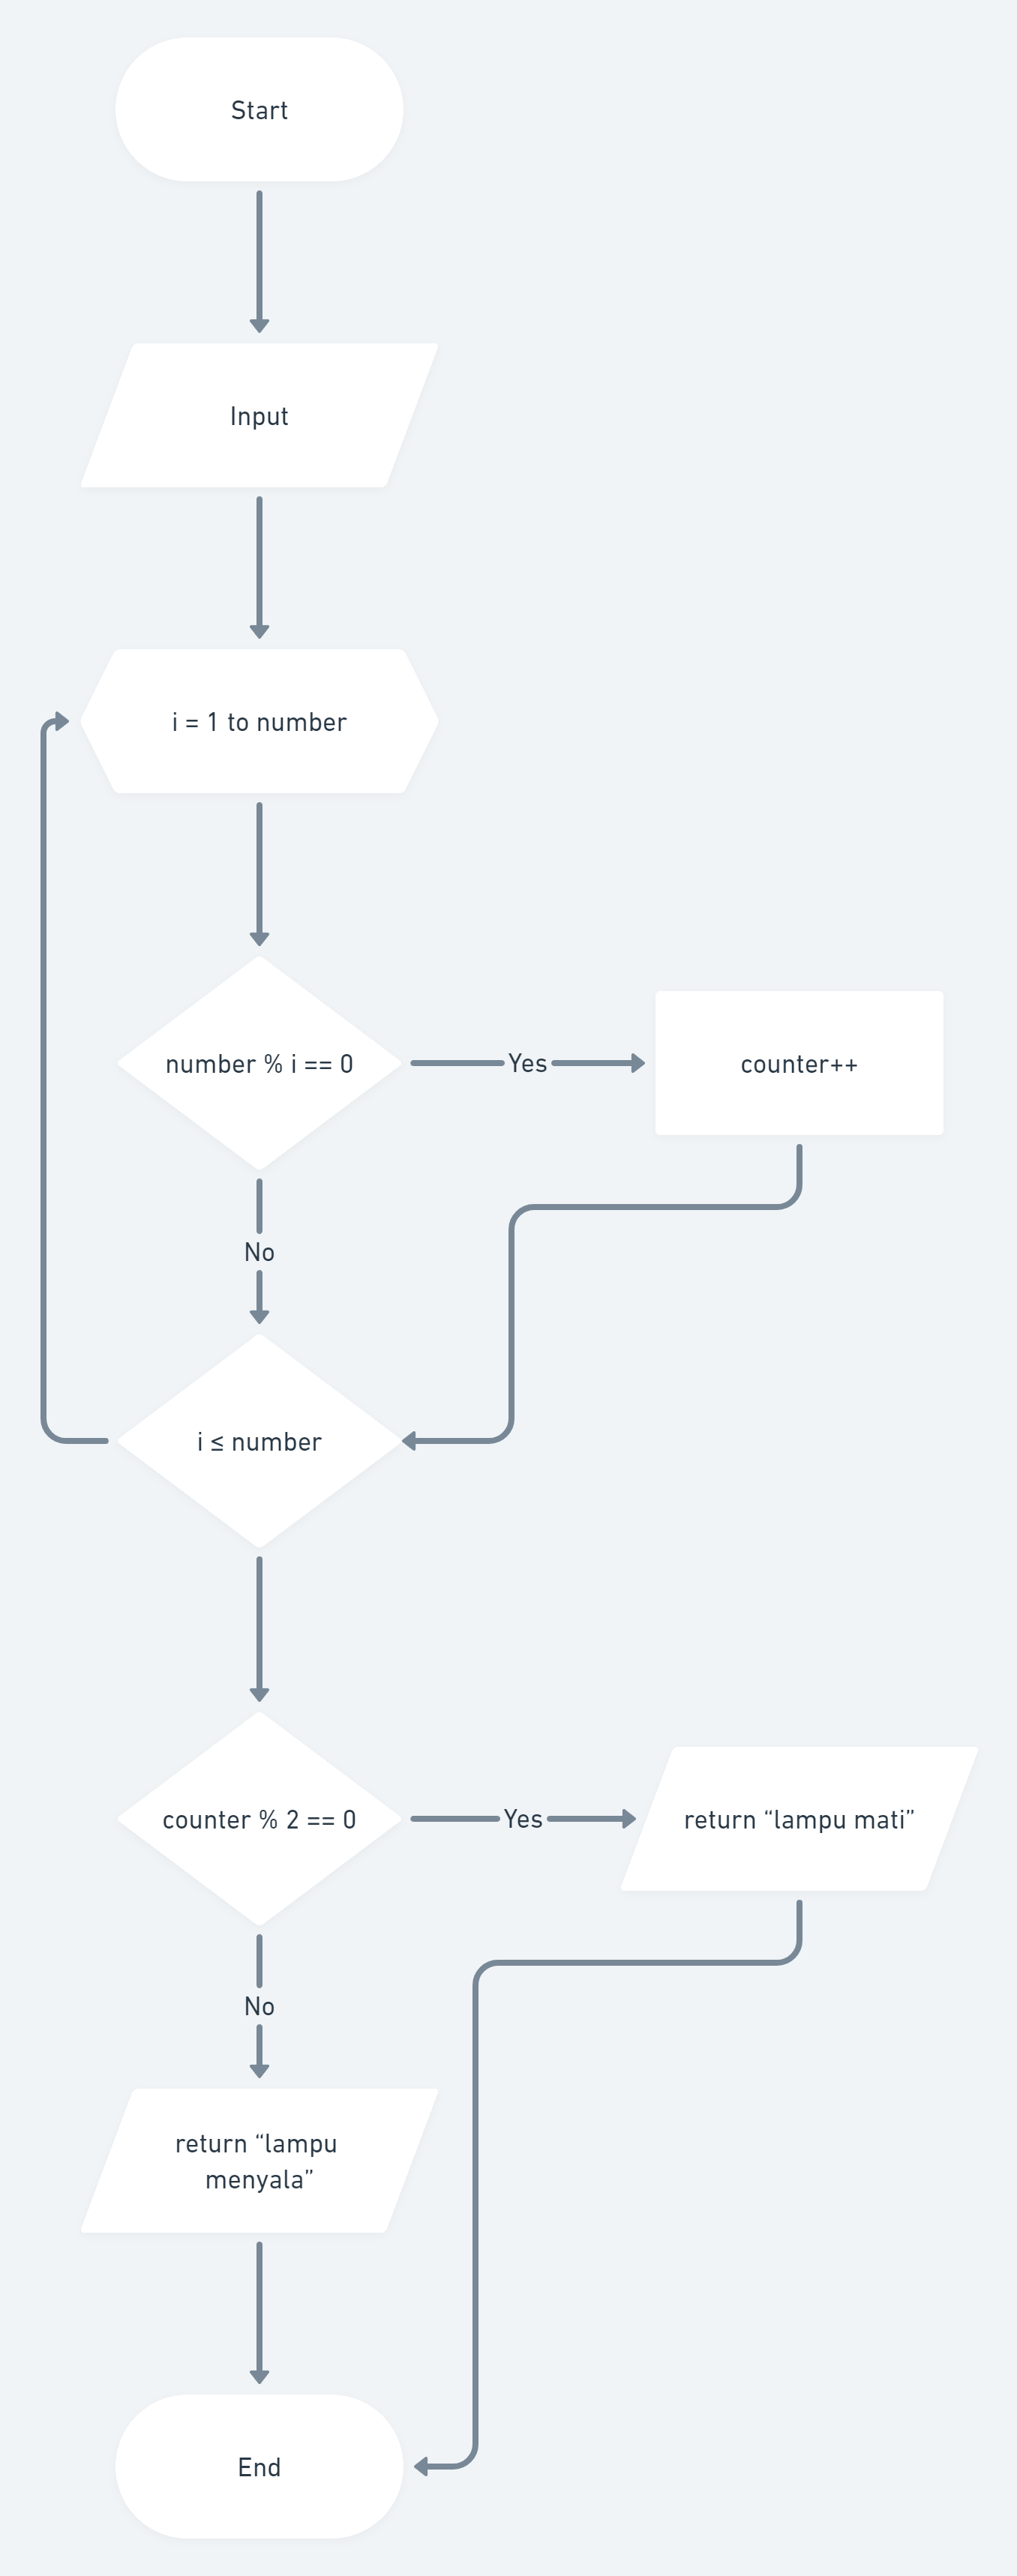 Start
Input
i = 1 to number
number % i == 0
Yes
counter++
No
i ≤ number
counter % 2 == 0
Yes
return “lampu mati”
No
return “lampu
menyala”
End